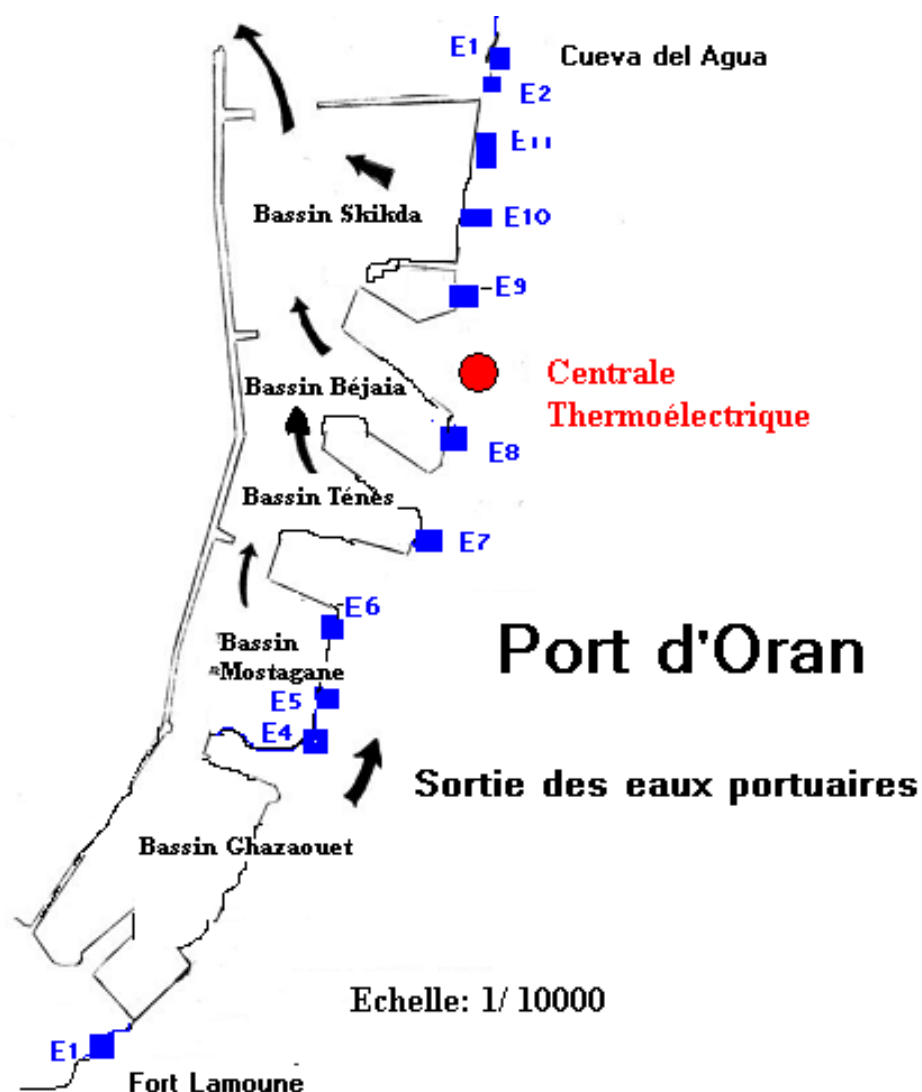 E1
Cueva del Agua
E2
E11
Bassin Skikda
E10
E9
Centrale
Thermoélectrique
Bassin Béjaia
E8
Bassin Ténès
E7
E6
Port d'Oran
Bassin
Mostagane
E5
E4
Sortie des eaux portuaires
Bassin Ghazaouet
Echelle: 1/ 10000
E1
Fort Lamoune